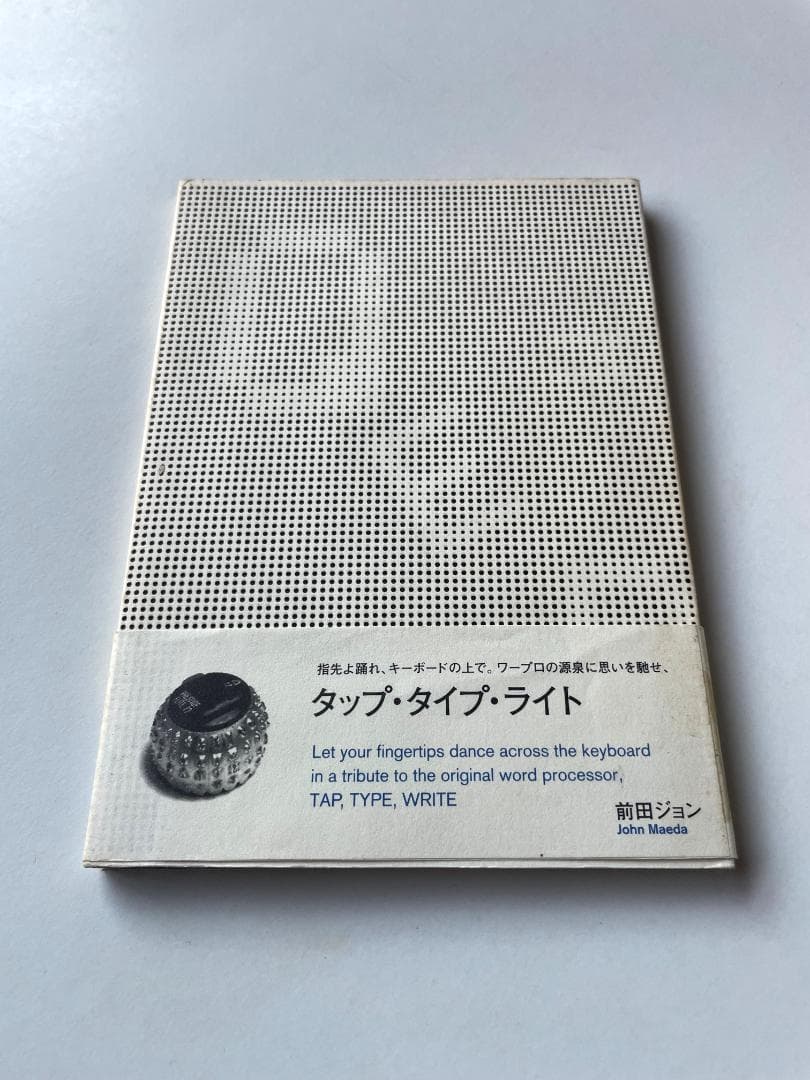 指先よ踊れ、キーボードの上で。ワープロの源泉に思いを馳せ、
タップ・タイプ・ライト
Let your fingertips dance across the keyboard
in a tribute to the original word processor,
TAP, TYPE, WRITE
前田ジョン
John Maeda